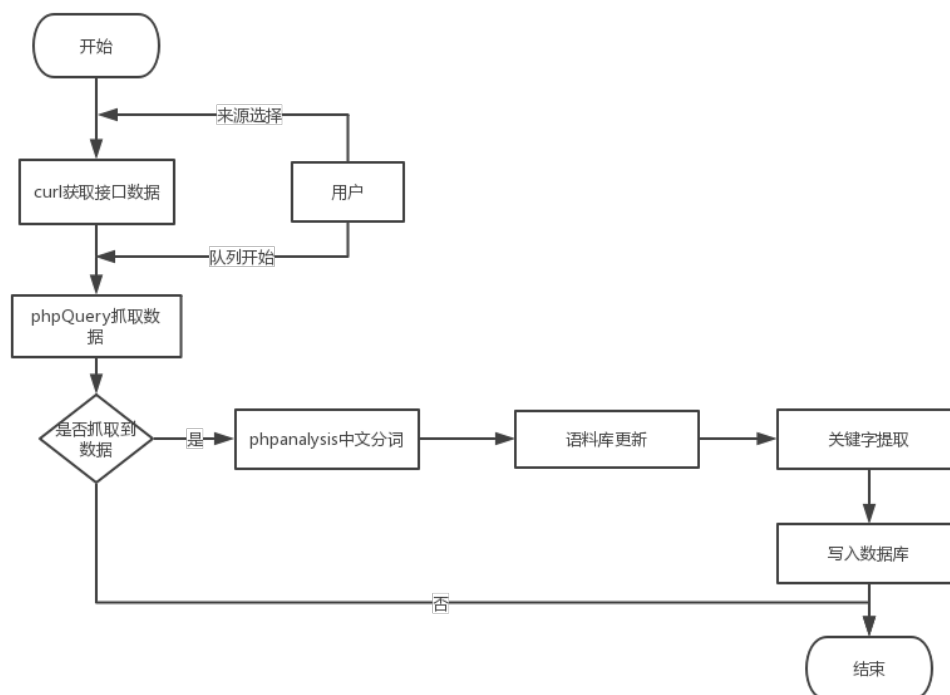 开始
来源选择
curl获取接口数据
用户
队列开始
phpQuery抓取数
据
是否抓取到
数据
是
phpanalysis中文分词
语料库更新
关键字提取
写入数据库
否
结束